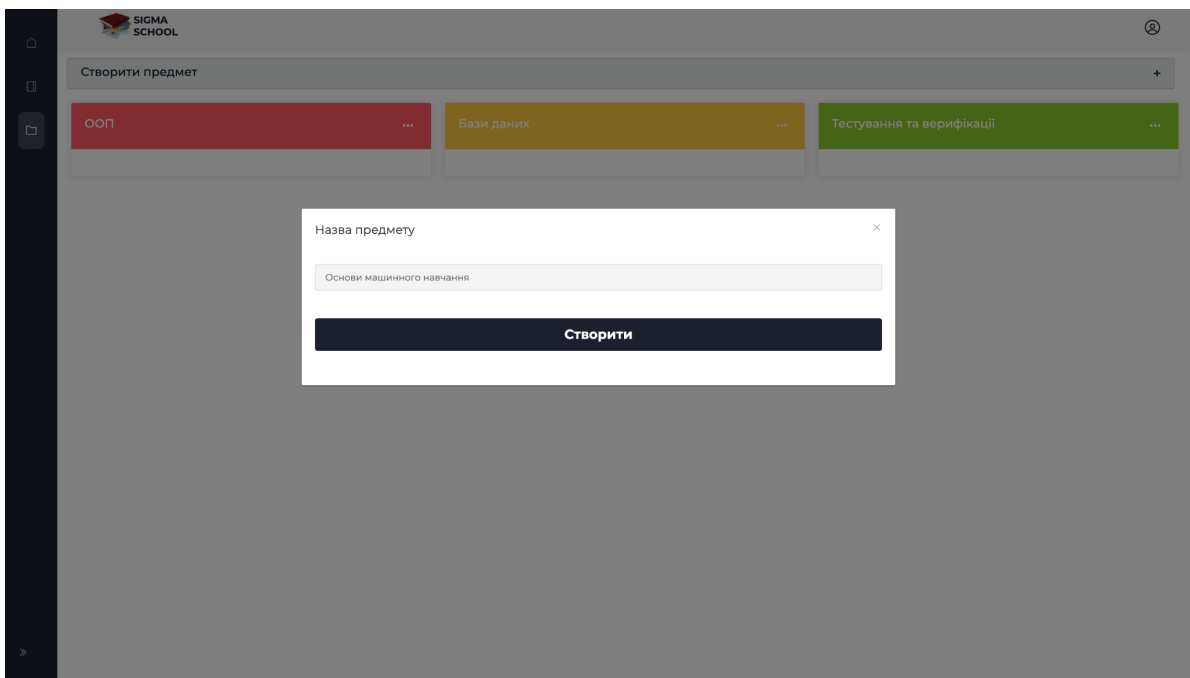 SIGMA
SCHOOL
Створити предмет
+
ООП
...
Бази даних
...
Тестування та верифікації
...
Назва предмету
×
Основи машинного навчання
Створити
»